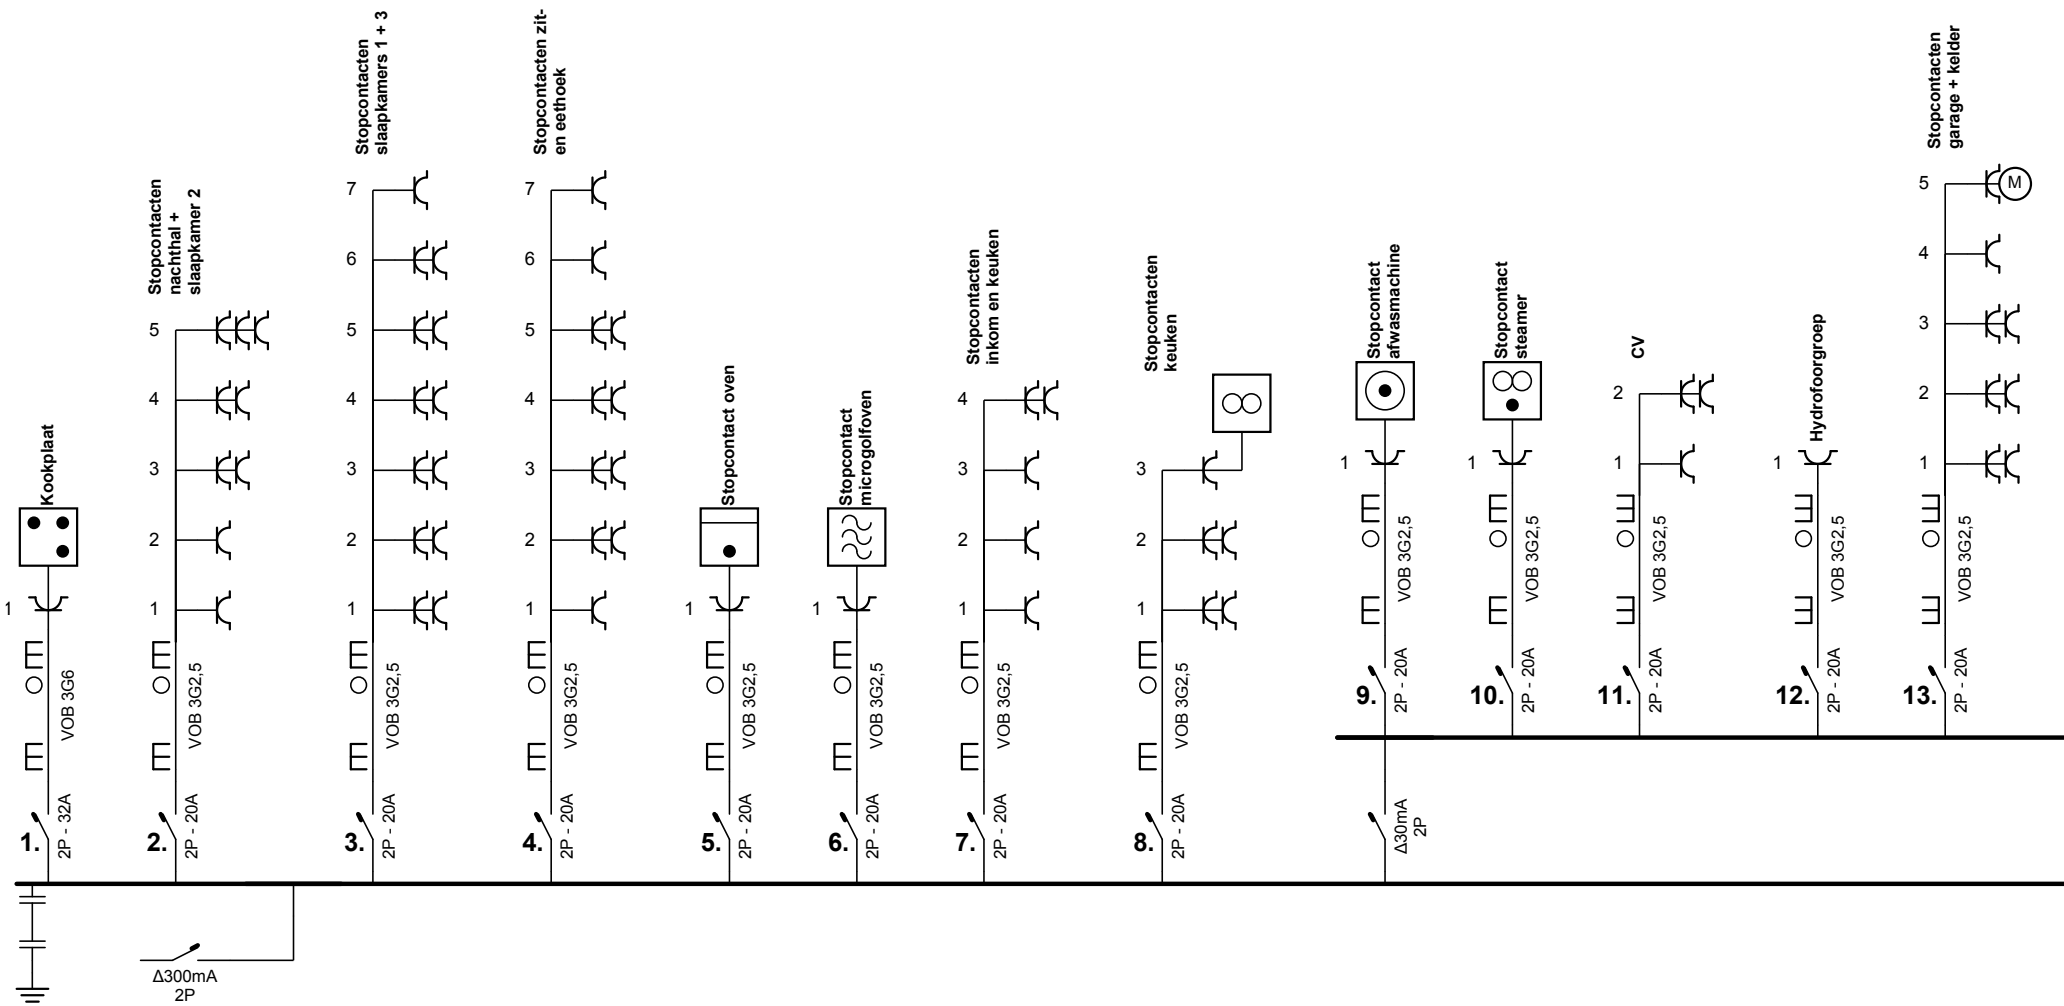 Kookplaat
1
VOB 3G6
1.
2P - 32A
Stopcontacten
nachthal +
slaapkamer 2
5
4
3
2
1
VOB 3G2,5
2.
2P - 20A
Stopcontacten
slaapkamers 1 + 3
7
6
5
4
3
2
1
VOB 3G2,5
3.
2P - 20A
Stopcontacten zit-
en eethoek
7
6
5
4
3
2
1
VOB 3G2,5
4.
2P - 20A
Stopcontact oven
1
VOB 3G2,5
5.
2P - 20A
Stopcontact
microgolfoven
1
VOB 3G2,5
6.
2P - 20A
Stopcontacten
inkom en keuken
4
3
2
1
VOB 3G2,5
7.
2P - 20A
Stopcontacten
keuken
3
2
1
VOB 3G2,5
8.
2P - 20A
Stopcontact
afwasmachine
1
VOB 3G2,5
9.
2P - 20A
Δ30mA
2P
Stopcontact
steamer
1
VOB 3G2,5
10.
2P - 20A
CV
2
1
VOB 3G2,5
11.
2P - 20A
Hydrofoorgroep
1
VOB 3G2,5
12.
2P - 20A
Stopcontacten
garage + kelder
5
M
4
3
2
1
VOB 3G2,5
13.
2P - 20A
Δ300mA
2P